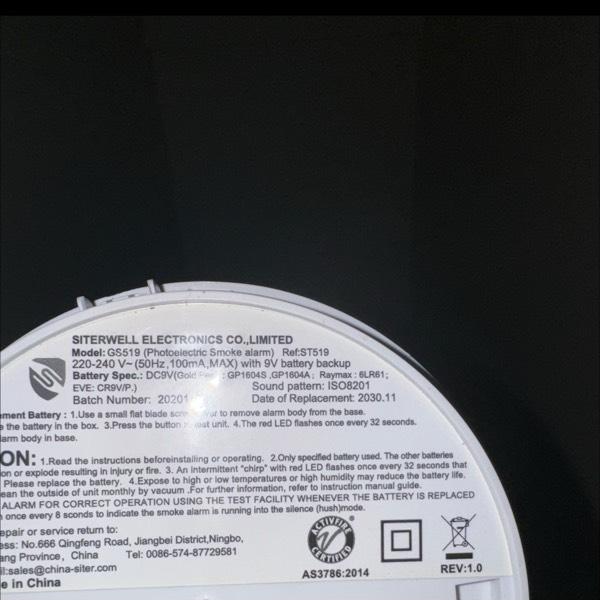 SITERWELL ELECTRONICS CO.,LIMITED
Model: GS519 (Photoelectric Smoke alarm) Ref:ST519
220-240 V~(50Hz,100mA,MAX) with 9V battery backup
Battery Spec.: DC9V(Gold : GP1604S ,GP1604A; Raymax : 6LR61;
EVE: CR9V/P.) Sound pattern: ISO8201
Batch Number: 20201 Date of Replacement: 2030.11
ement Battery : 1.Use a small flat blade to remove alarm body from the base.
e the battery in the box. 3.Press the button unit. 4.The red LED flashes once every 32 seconds.
arm body in base.
ON: 1.Read the instructions beforeinstalling or operating. 2.Only specified battery used. The other batteries
on or explode resulting in injury or fire. 3. An intermittent "chirp" with red LED flashes once every 32 seconds that
Please replace the battery. 4.Expose to high or low temperatures or high humidity may reduce the battery life.
ean the outside of unit monthly by vacuum .For further information, refer to instruction manual guide.
ALARM FOR CORRECT OPERATION USING THE TEST FACILITY WHENEVER THE BATTERY IS REPLACED
once every 8 seconds to indicate the smoke alarm is running into the silence (hush)mode.
epair or service return to:
ess: No.666 Qingfeng Road, Jiangbei District,Ningbo,
ang Province, China Tel: 0086-574-87729581
il:sales@china-siter.com
e in China
ACTIVFIRE
CERTIFIED
AS3786:2014
REV:1.0